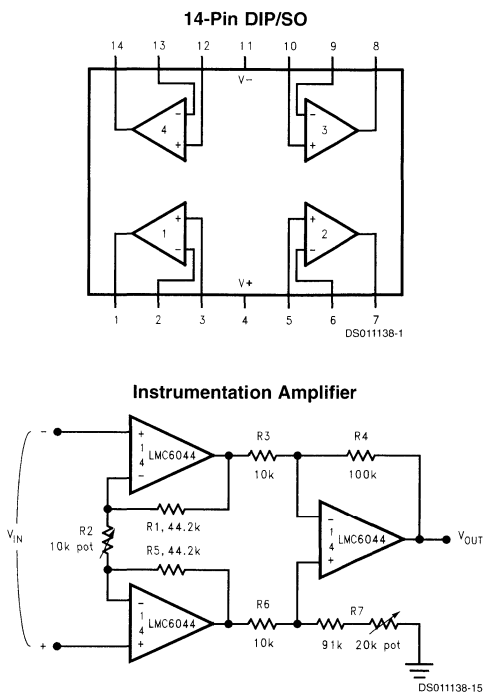 14-Pin DIP/SO
14 13 12 11 10 9 8
V–
4 – +
– + 3
1 + –
+ – 2
V+
1 2 3 4 5 6 7
DS011138-1
Instrumentation Amplifier
–
+
1
4
LMC6044
–
R3
10k
R4
100k
R1, 44.2k
VIN
R2
10k pot
R5, 44.2k
–
1
4
LMC6044
+
–
1
4
LMC6044
+
VOUT
R6
10k
R7
91k 20k pot
+
DS011138-15